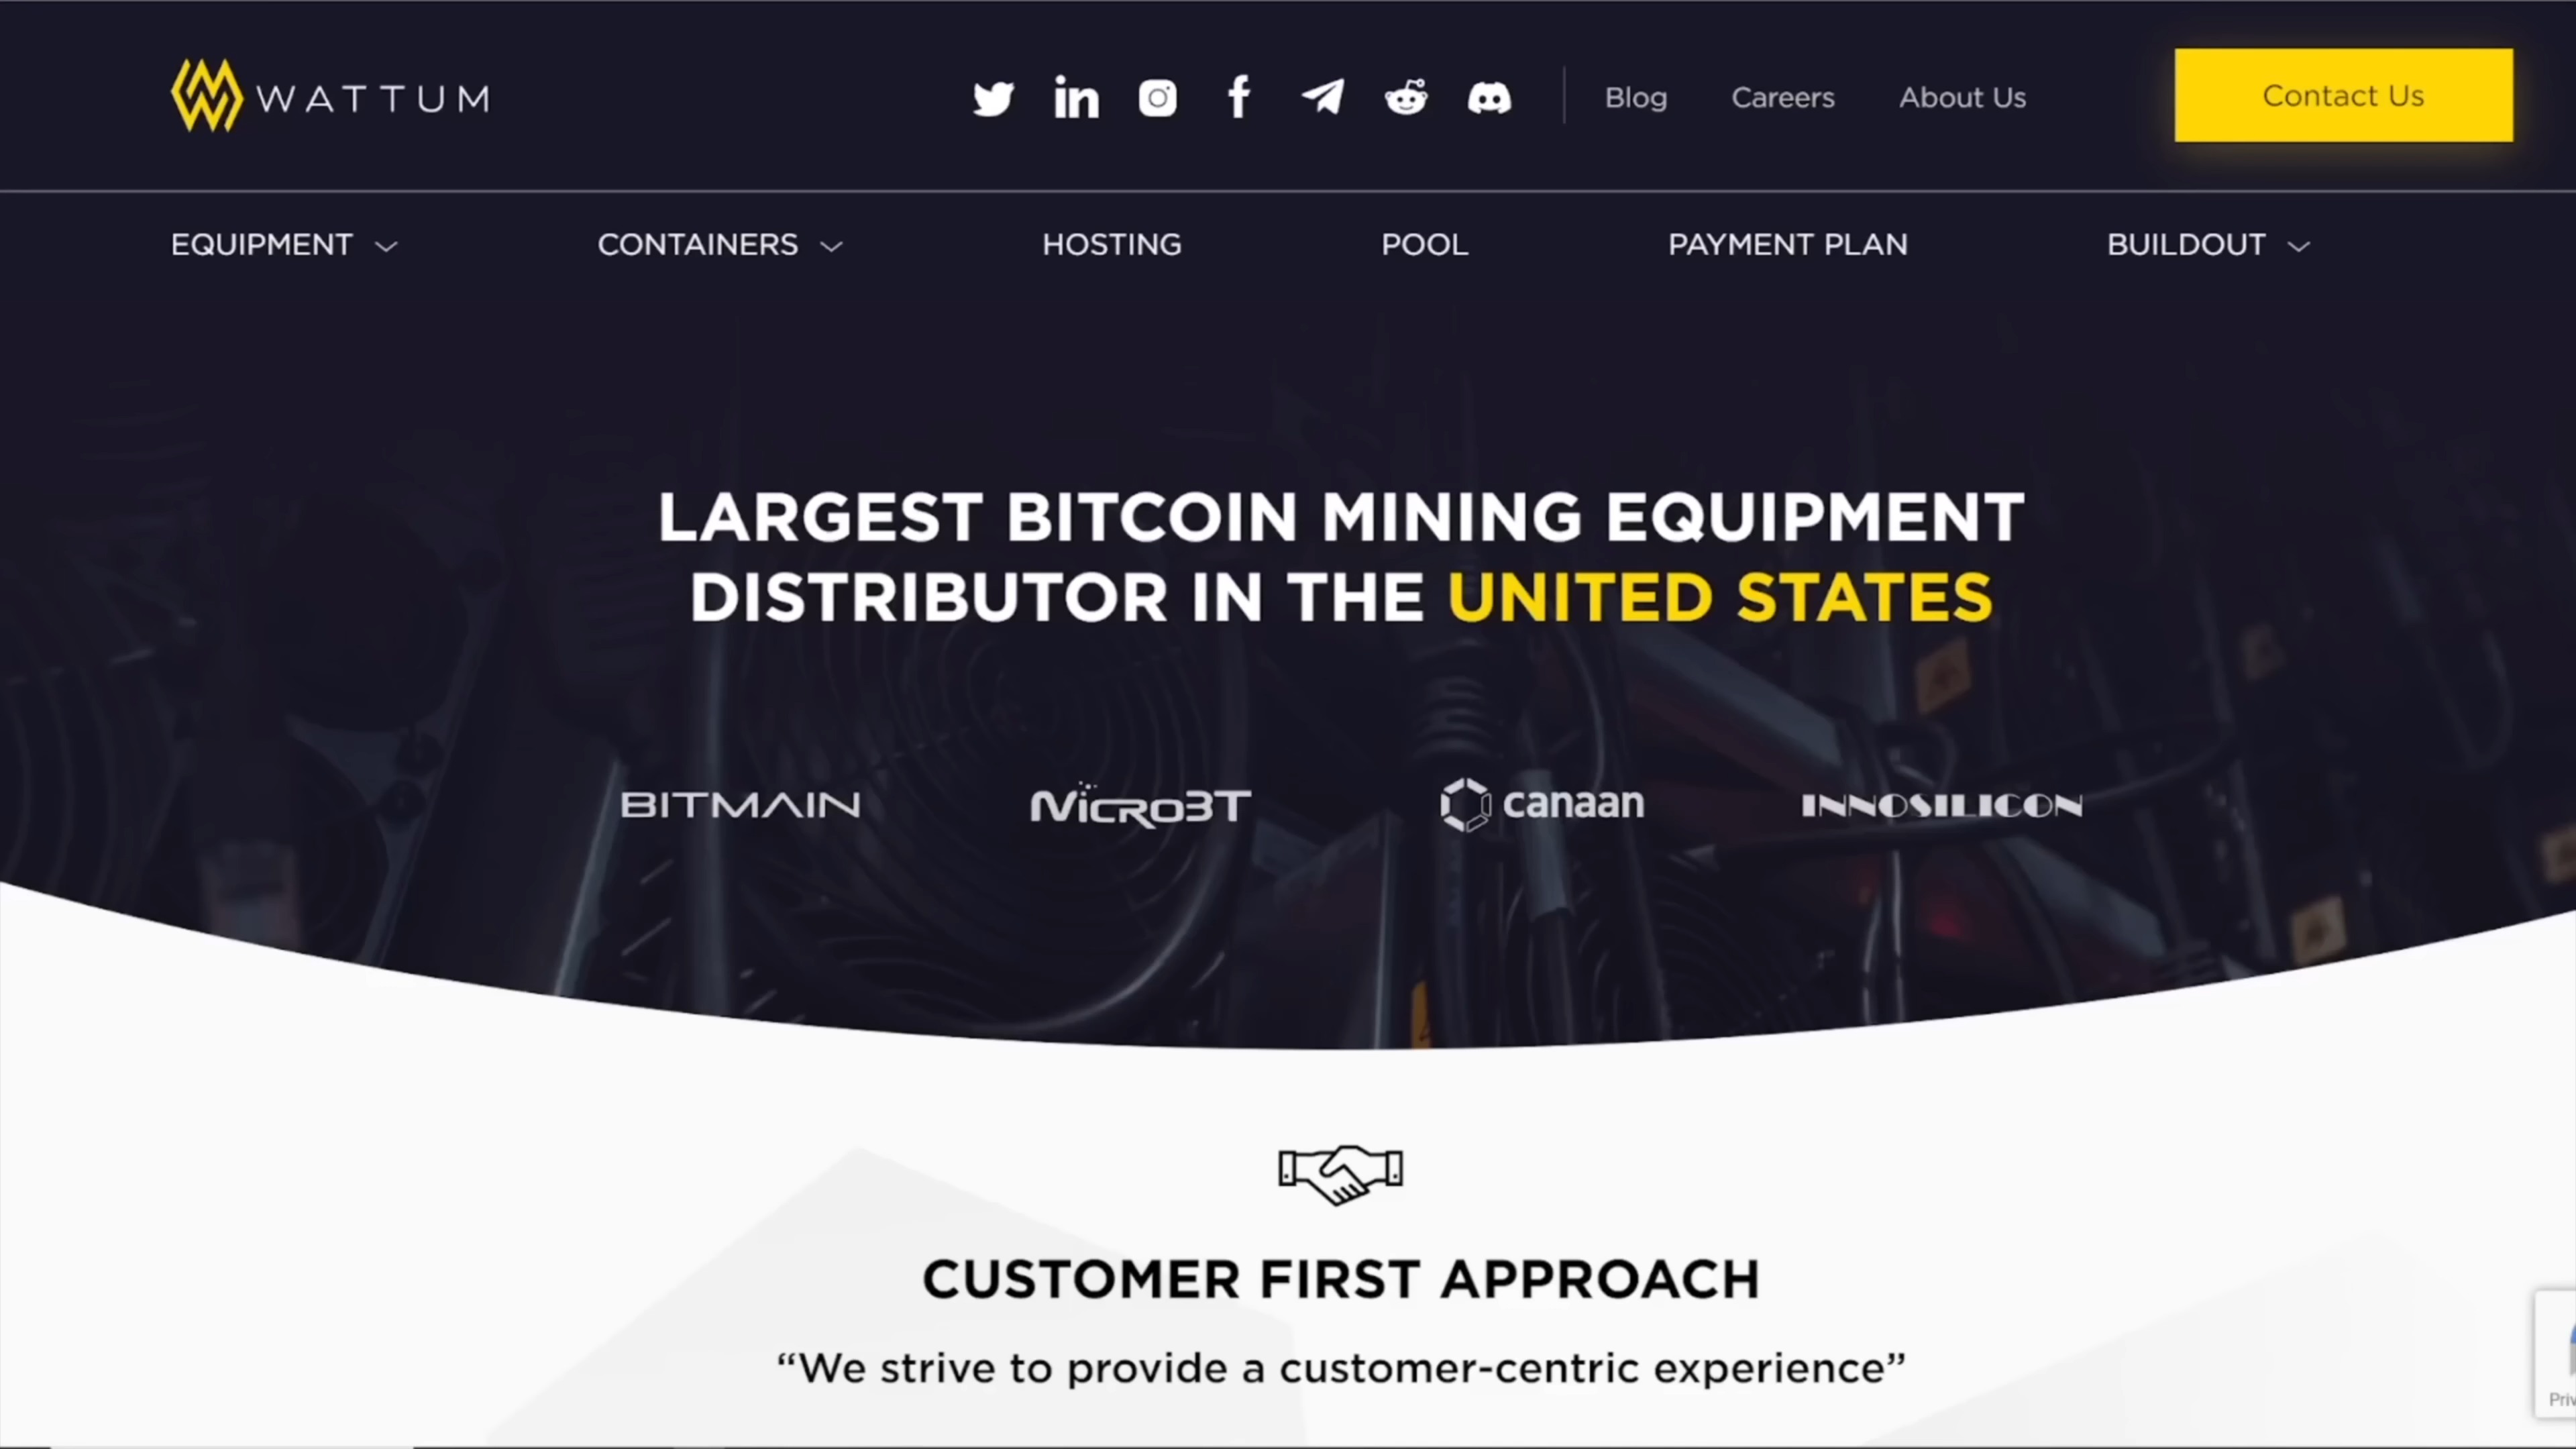 WATTUM
Blog
Careers
About Us
Contact Us
EQUIPMENT
CONTAINERS
HOSTING
POOL
PAYMENT PLAN
BUILDOUT
LARGEST BITCOIN MINING EQUIPMENT
DISTRIBUTOR IN THE UNITED STATES
BITMAIN
MicroBT
canaan
INNOSILICON
CUSTOMER FIRST APPROACH
“We strive to provide a customer-centric experience”